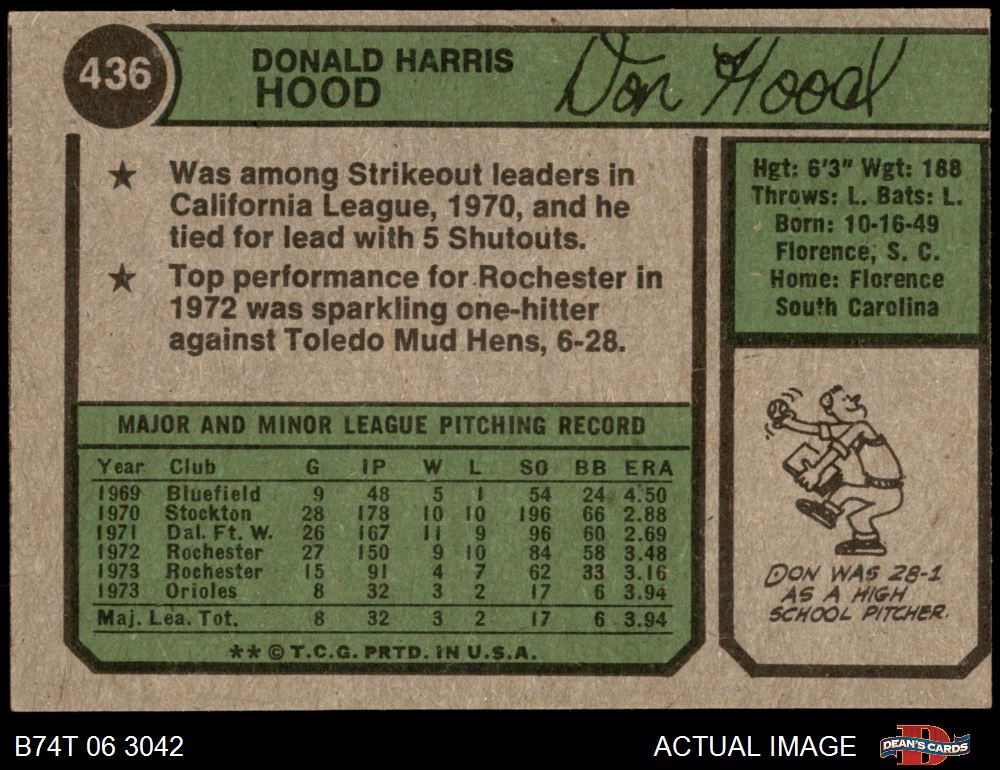 436
DONALD HARRIS
HOOD
Don Hood
★ Was among Strikeout leaders in
California League, 1970, and he
tied for lead with 5 Shutouts.
★ Top performance for Rochester in
1972 was sparkling one-hitter
against Toledo Mud Hens, 6-28.
Hgt: 6'3" Wgt: 188
Throws: L. Bats: L.
Born: 10-16-49
Florence, S. C.
Home: Florence
South Carolina
MAJOR AND MINOR LEAGUE PITCHING RECORD
Year Club G IP W L SO BB ERA
1969 Bluefield 9 48 5 1 54 24 4.50
1970 Stockton 28 178 10 10 196 66 2.88
1971 Dal. Ft. W. 26 167 11 9 96 60 2.69
1972 Rochester 27 150 9 10 84 58 3.48
1973 Rochester 15 91 4 7 62 33 3.16
1973 Orioles 8 32 3 2 17 6 3.94
Maj. Lea. Tot. 8 32 3 2 17 6 3.94
** © T.C.G. PRTD. IN U.S.A.
DON WAS 28-1
AS A HIGH
SCHOOL PITCHER.
B74T 06 3042
ACTUAL IMAGE
D
DEAN'S CARDS